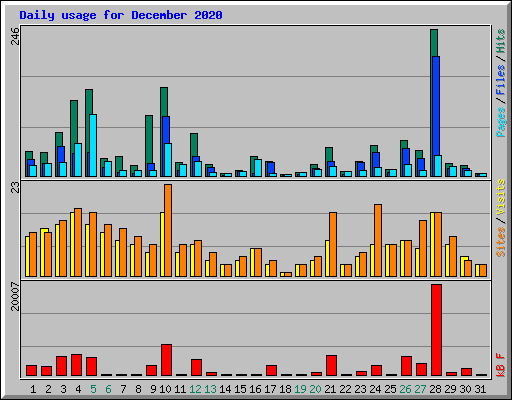 Daily usage for December 2020
246
Pages / Files / Hits
23
Sites / Visits
20007
kB F
1 2 3 4 5 6 7 8 9 10 11 12 13 14 15 16 17 18 19 20 21 22 23 24 25 26 27 28 29 30 31